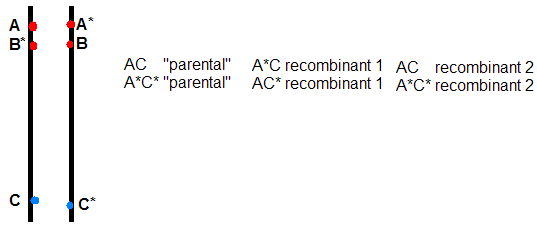 A A*
B* B
AC "parental" A*C recombinant 1 AC recombinant 2
A*C* "parental" AC* recombinant 1 A*C* recombinant 2
C C*